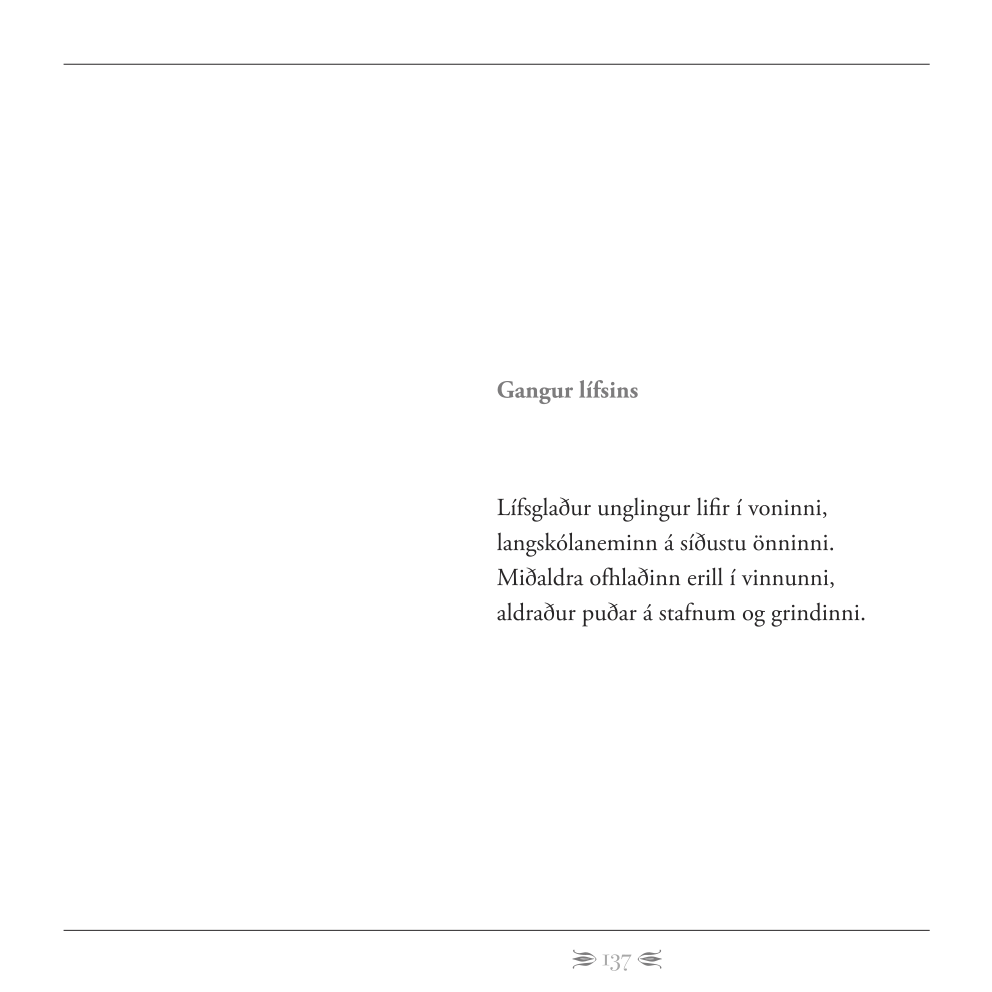 Gangur lífsins
Lífsglaður unglingur lifir í voninni,
langskólaneminn á síðustu önninni.
Miðaldra ofhlaðinn erill í vinnunni,
aldraður puðar á stafnum og grindinni.
137